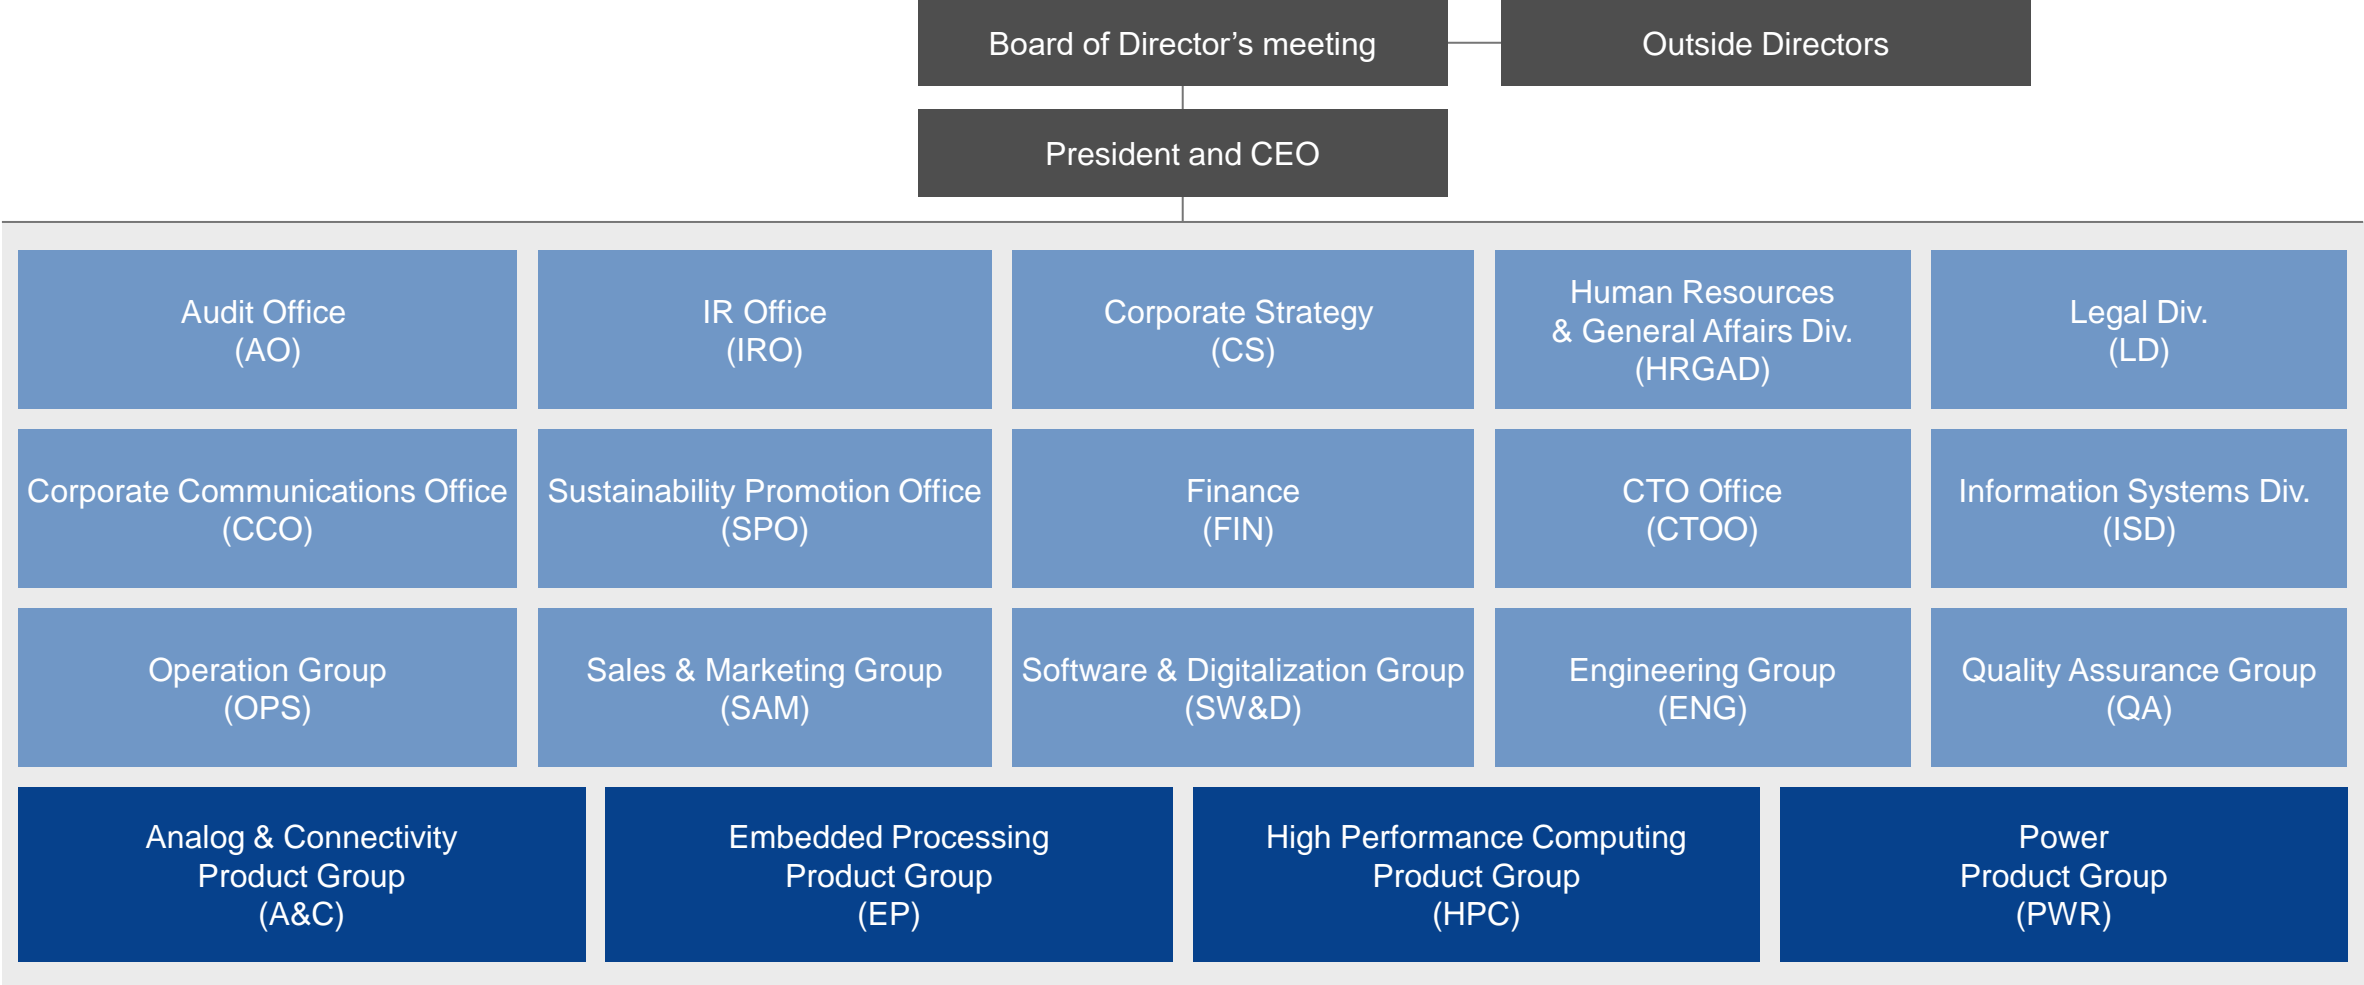 Board of Director’s meeting
Outside Directors
President and CEO
Audit Office
(AO)
IR Office
(IRO)
Corporate Strategy
(CS)
Human Resources
& General Affairs Div.
(HRGAD)
Legal Div.
(LD)
Corporate Communications Office
(CCO)
Sustainability Promotion Office
(SPO)
Finance
(FIN)
CTO Office
(CTOO)
Information Systems Div.
(ISD)
Operation Group
(OPS)
Sales & Marketing Group
(SAM)
Software & Digitalization Group
(SW&D)
Engineering Group
(ENG)
Quality Assurance Group
(QA)
Analog & Connectivity
Product Group
(A&C)
Embedded Processing
Product Group
(EP)
High Performance Computing
Product Group
(HPC)
Power
Product Group
(PWR)